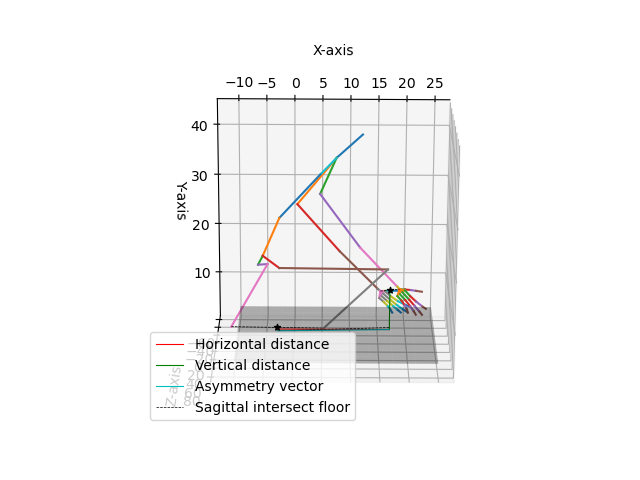 X-axis
−10 −5 0 5 10 15 20 25
40
30
20
10
Y-axis
Z-axis
Horizontal distance
Vertical distance
Asymmetry vector
Sagittal intersect floor